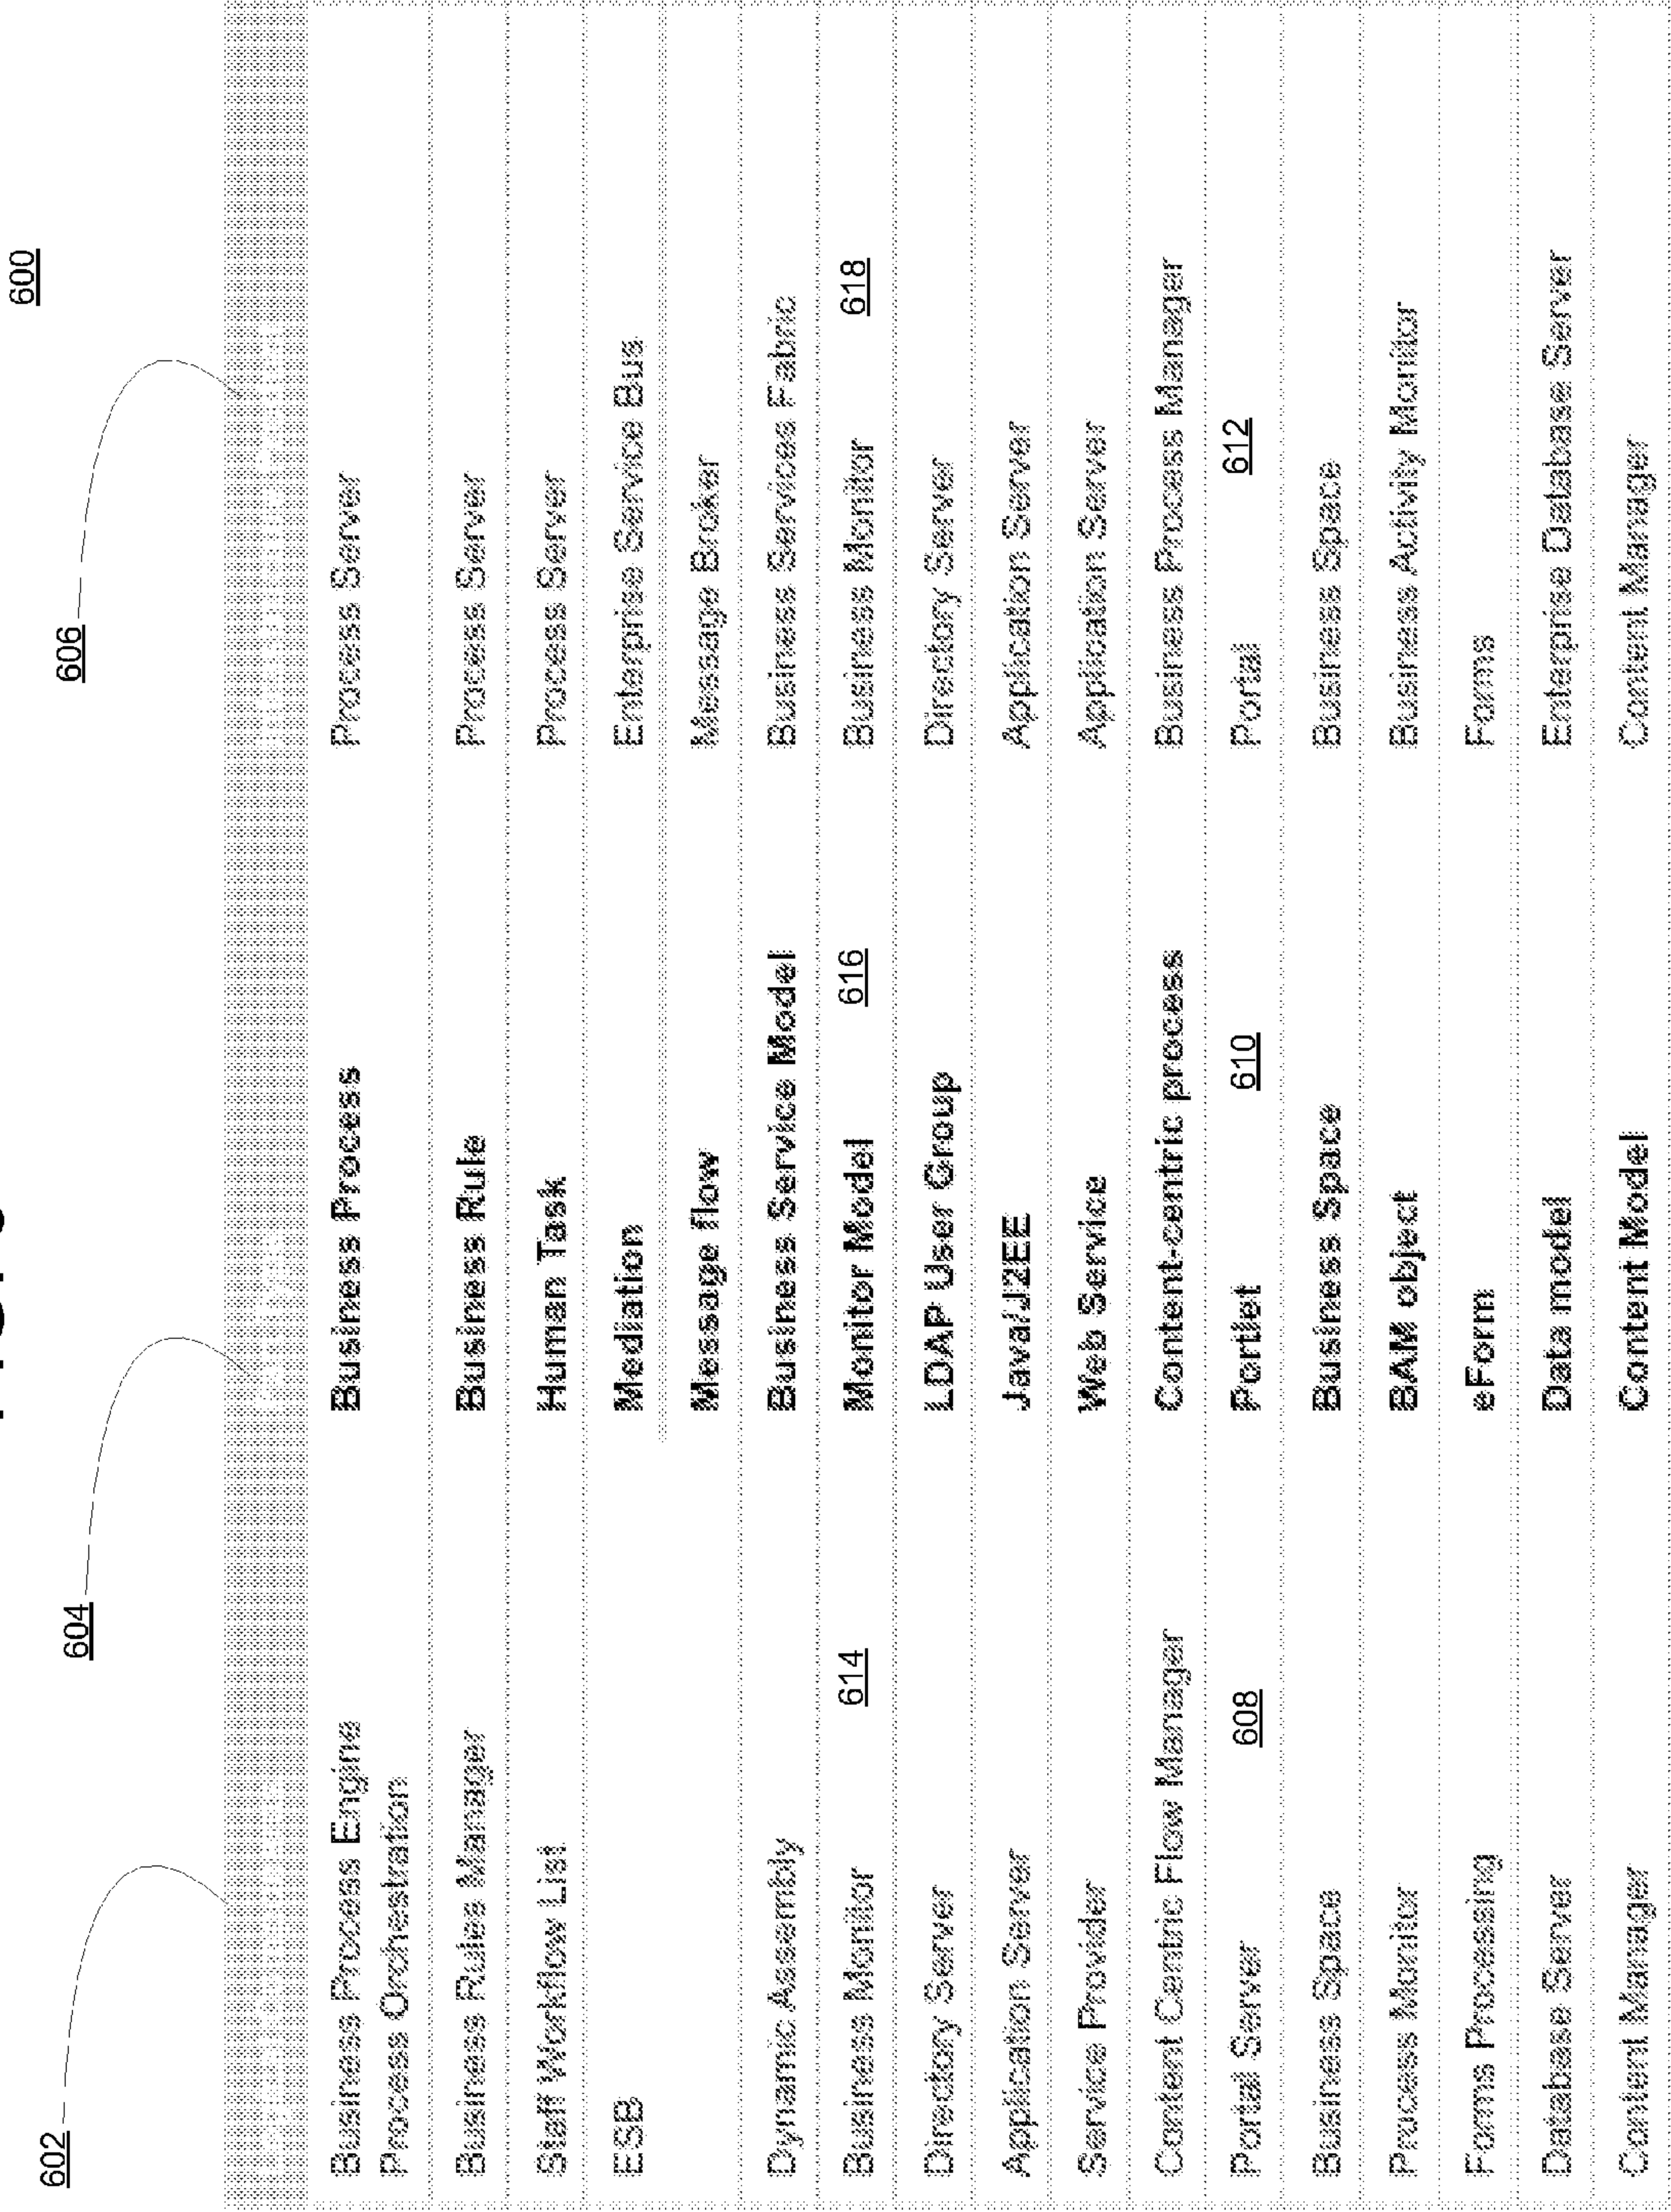 600
602
604
606
Business Process Engine
Process Orchestration
Business Process
Process Server
Business Rules Manager
Business Rule
Process Server
Staff Workflow List
Human Task
Process Server
ESB
Mediation
Enterprise Service Bus
Message flow
Message Broker
Dynamic Assembly
Business Service Model
Business Services Fabric
Business Monitor 614
Monitor Model 616
Business Monitor 618
Directory Server
LDAP User Group
Directory Server
Application Server
Java/J2EE
Application Server
Service Provider
Web Service
Application Server
Content Centric Flow Manager
Content-centric process
Business Process Manager
Portal Server 608
Portlet 610
Portal 612
Business Space
Business Space
Business Space
Process Monitor
BAM object
Business Activity Monitor
Forms Processing
eForm
Forms
Database Server
Data model
Enterprise Database Server
Content Manager
Content Model
Content Manager